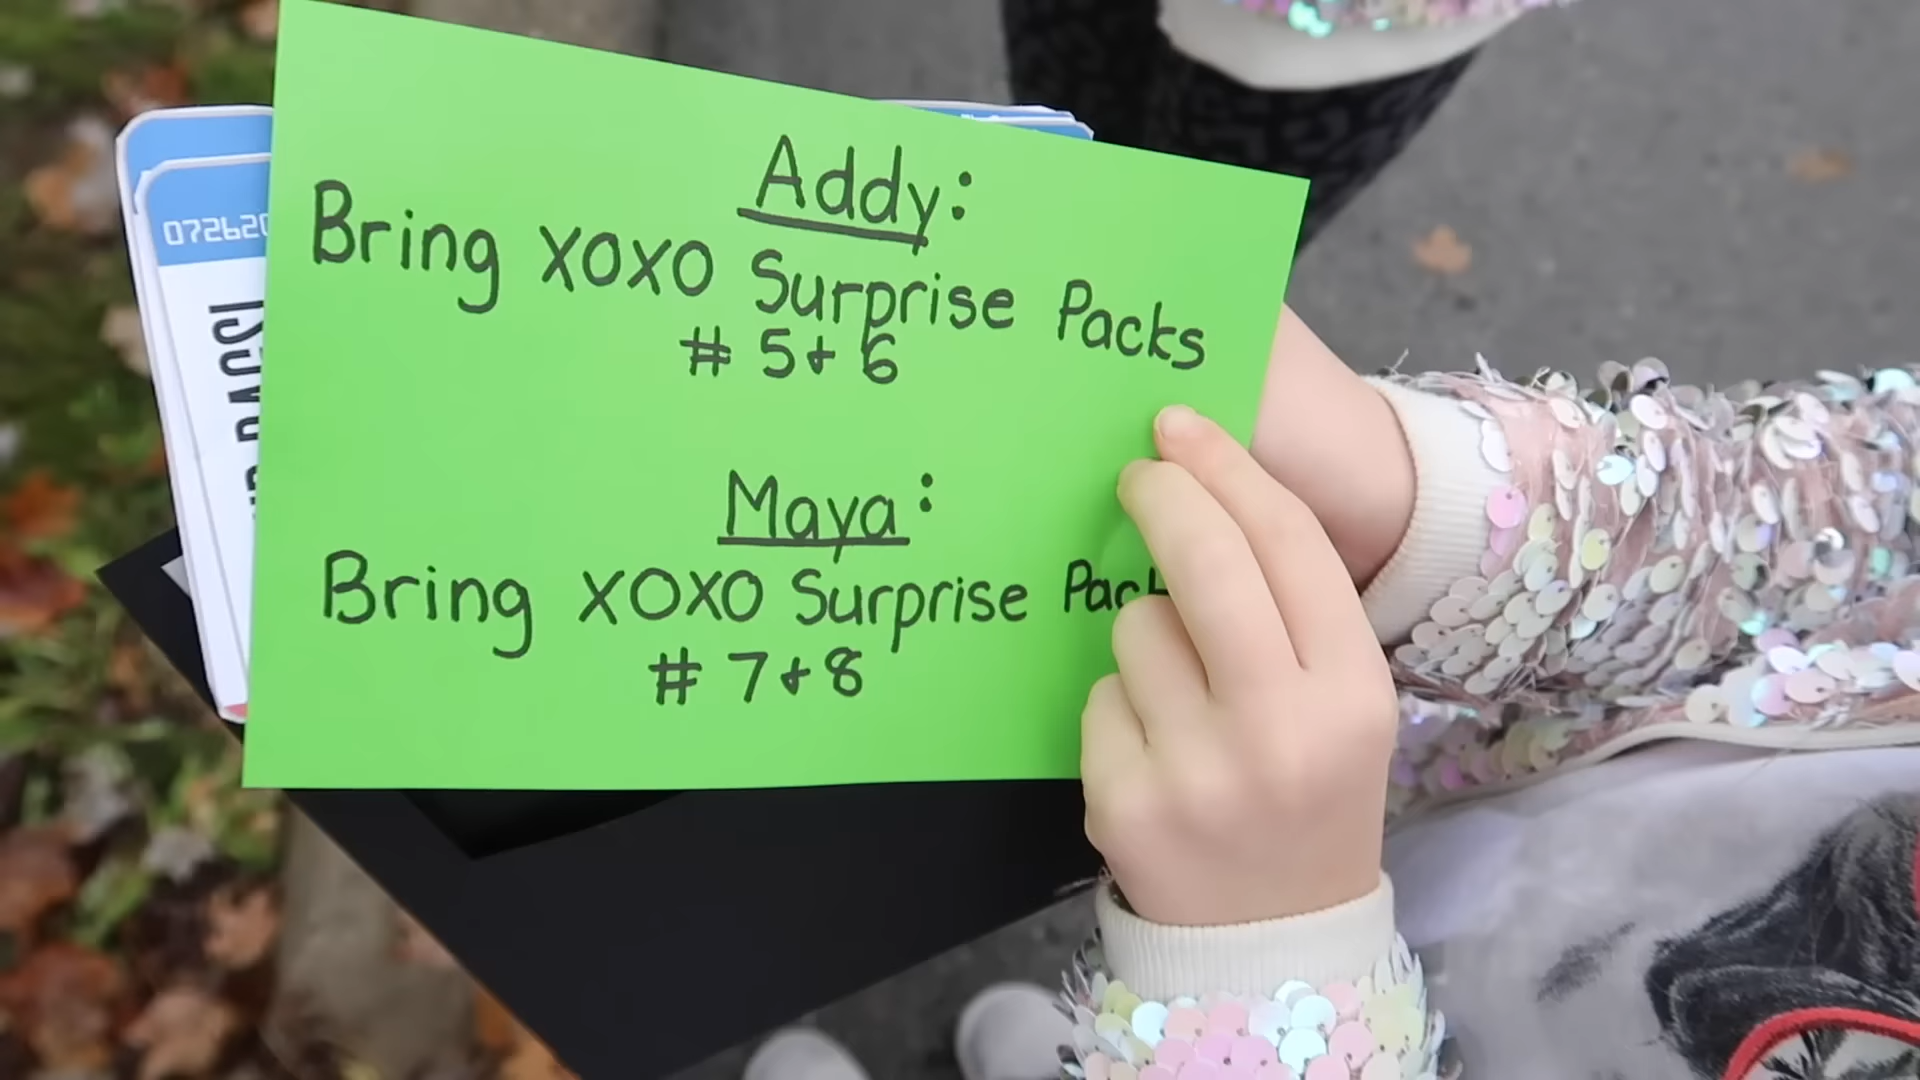 Addy:
Bring XOXO Surprise Packs
# 5 + 6
Maya:
Bring XOXO Surprise Pack
# 7 + 8